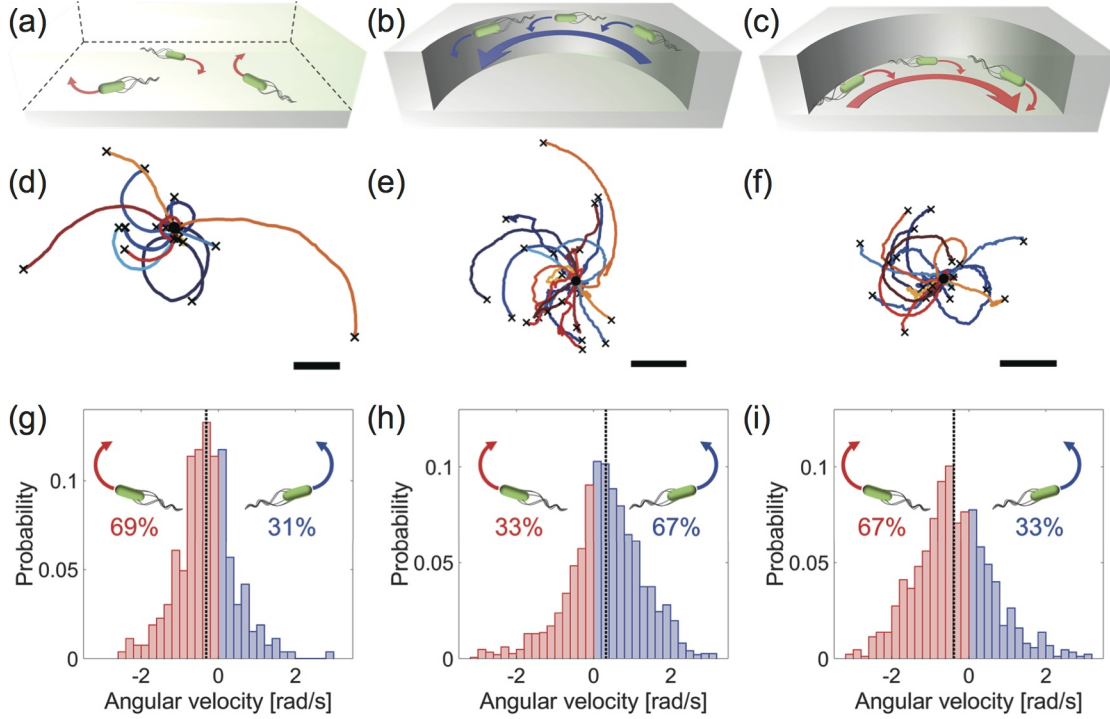 (a)
(b)
(c)
(d)
(e)
(f)
(g)
(h)
(i)
Probability
0.1
0.05
0
69%
31%
-2
0
2
Angular velocity [rad/s]
Probability
0.1
0.05
0
33%
67%
-2
0
2
Angular velocity [rad/s]
Probability
0.1
0.05
0
67%
33%
-2
0
2
Angular velocity [rad/s]